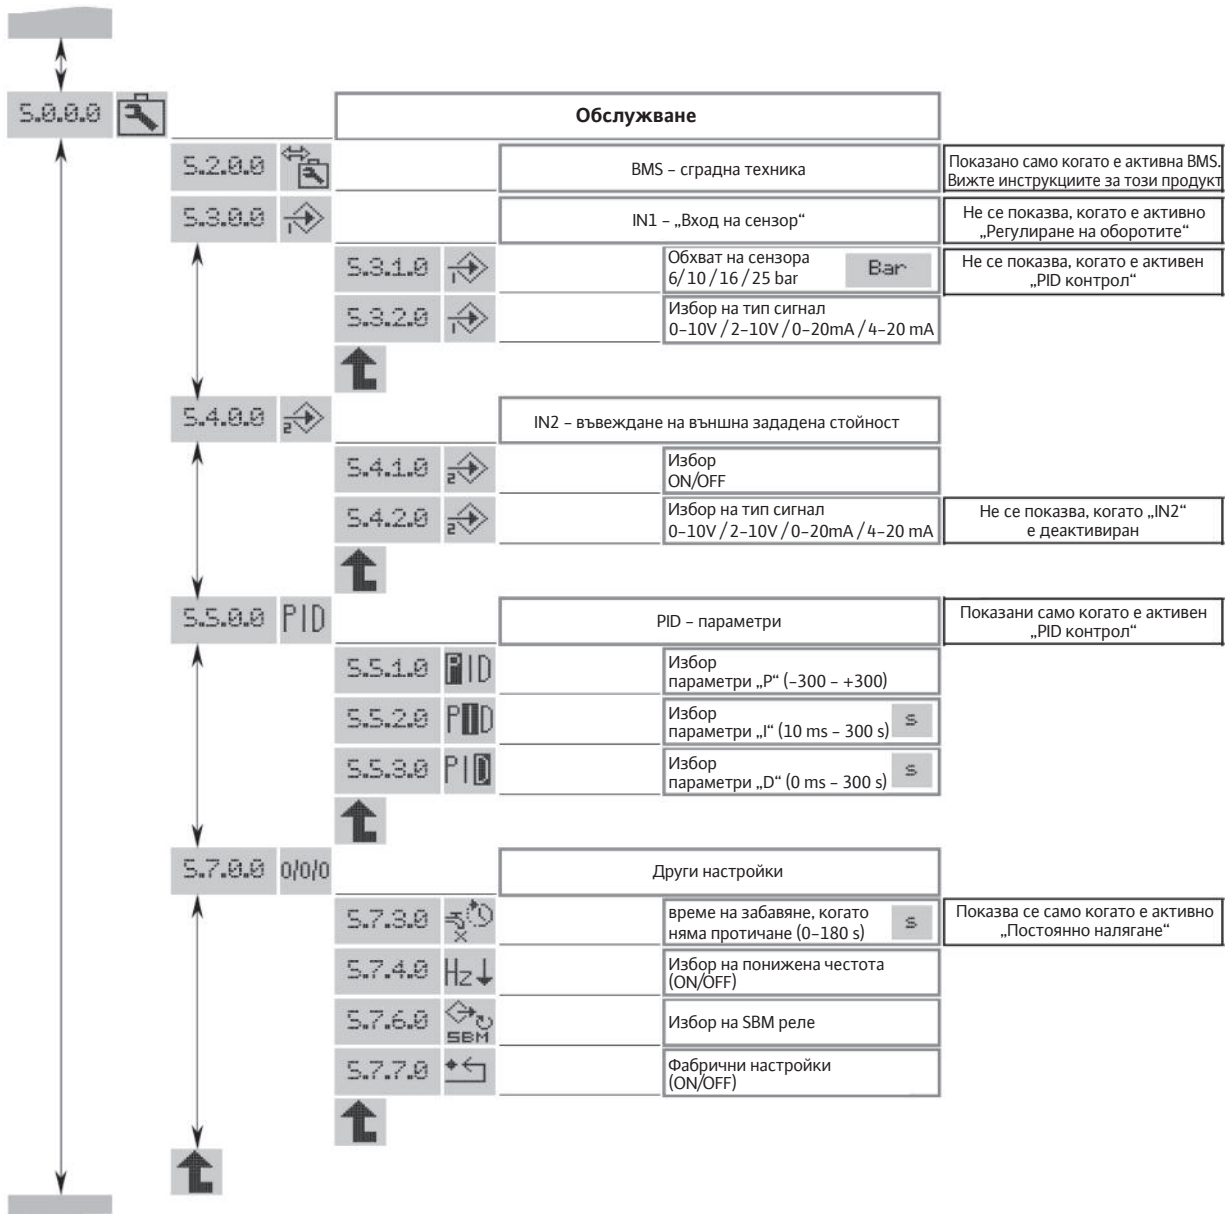 5.0.0.0
Обслужване
5.2.0.0
BMS – сградна техника
Показано само когато е активна BMS.
Вижте инструкциите за този продукт
5.3.0.0
1
IN1 – „Вход на сензор“
Не се показва, когато е активно
„Регулиране на оборотите“
5.3.1.0
1
Обхват на сензора
6/10/16/25 bar
Bar
Не се показва, когато е активен
„PID контрол“
5.3.2.0
1
Избор на тип сигнал
0–10V/2–10V/0–20mA/4–20 mA
5.4.0.0
2
IN2 – въвеждане на външна зададена стойност
5.4.1.0
2
Избор
ON/OFF
5.4.2.0
2
Избор на тип сигнал
0–10V/2–10V/0–20mA/4–20 mA
Не се показва, когато „IN2“
е деактивиран
5.5.0.0
PID
PID – параметри
Показани само когато е активен
„PID контрол“
5.5.1.0
PID
Избор
параметри „P“ (–300 – +300)
5.5.2.0
PID
Избор
параметри „I“ (10 ms – 300 s)
s
5.5.3.0
PID
Избор
параметри „D“ (0 ms – 300 s)
s
5.7.0.0
0/0/0
Други настройки
5.7.3.0
време на забавяне, когато
няма протичане (0–180 s)
s
Показва се само когато е активно
„Постоянно налягане“
5.7.4.0
Hz
Избор на понижена честота
(ON/OFF)
5.7.6.0
SBM
Избор на SBM реле
5.7.7.0
Фабрични настройки
(ON/OFF)